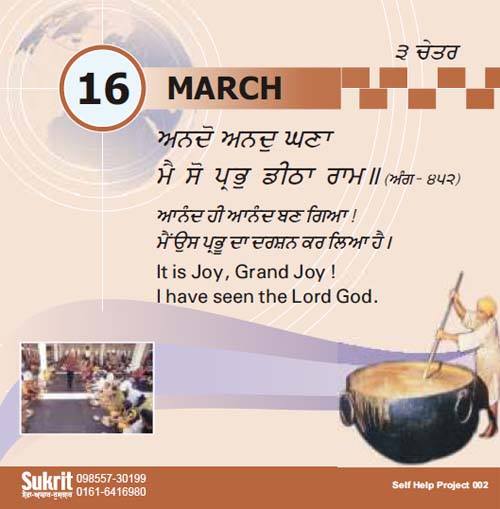 ੩ ਚੇਤਰ
16 MARCH
ਅਨਦੋ ਅਨਦੁ ਘਣਾ
ਮੈ ਸੋ ਪ੍ਰਭੁ ਡੀਠਾ ਰਾਮ॥ (ਅੰਗ - ੪੫੨)
ਆਨੰਦ ਹੀ ਆਨੰਦ ਬਣ ਗਿਆ !
ਮੈਂ ਉਸ ਪ੍ਰਭੂ ਦਾ ਦਰਸ਼ਨ ਕਰ ਲਿਆ ਹੈ।
It is Joy, Grand Joy !
I have seen the Lord God.
Sukrit 098557-30199
0161-6416980
Self Help Project 002